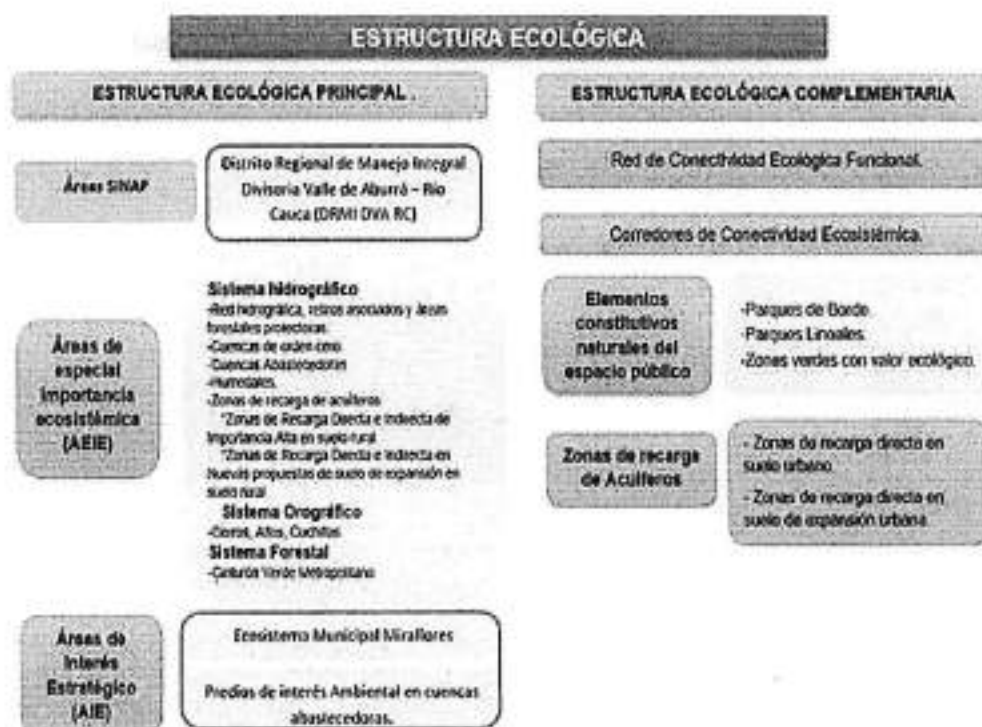 ESTRUCTURA ECOLÓGICA
ESTRUCTURA ECOLÓGICA PRINCIPAL .
Áreas SINAP
Distrito Regional de Manejo Integral
Divisoria Valle de Aburrá – Río
Cauca (DRMI DVA RC)
Áreas de
especial
importancia
ecosistémica
(AEIE)
Sistema hidrográfico
-Red hidrográfica, retiros asociados y áreas
forestales protectoras.
-Cuencas de orden cero
-Cuencas Abastecedoras
-Humedales.
-Zonas de recarga de acuíferos
*Zonas de Recarga Directa e Indirecta de
Importancia Alta en suelo rural
*Zonas de Recarga Directa e Indirecta en
Nuevas propuestas de suelo de expansión en
suelo rural
Sistema Orográfico
-Cerros, Altos, Cuchillas
Sistema Forestal
-Cinturón Verde Metropolitano
Áreas de
Interés
Estratégico
(AIE)
Ecosistema Municipal Miraflores
Predios de interés Ambiental en cuencas
abastecedoras.
ESTRUCTURA ECOLÓGICA COMPLEMENTARIA
Red de Conectividad Ecológica Funcional.
Corredores de Conectividad Ecosistémica.
Elementos
constitutivos
naturales del
espacio público
-Parques de Borde.
-Parques Lineales.
-Zonas verdes con valor ecológico.
Zonas de recarga
de Acuíferos
- Zonas de recarga directa en
suelo urbano
- Zonas de recarga directa en
suelo de expansión urbana